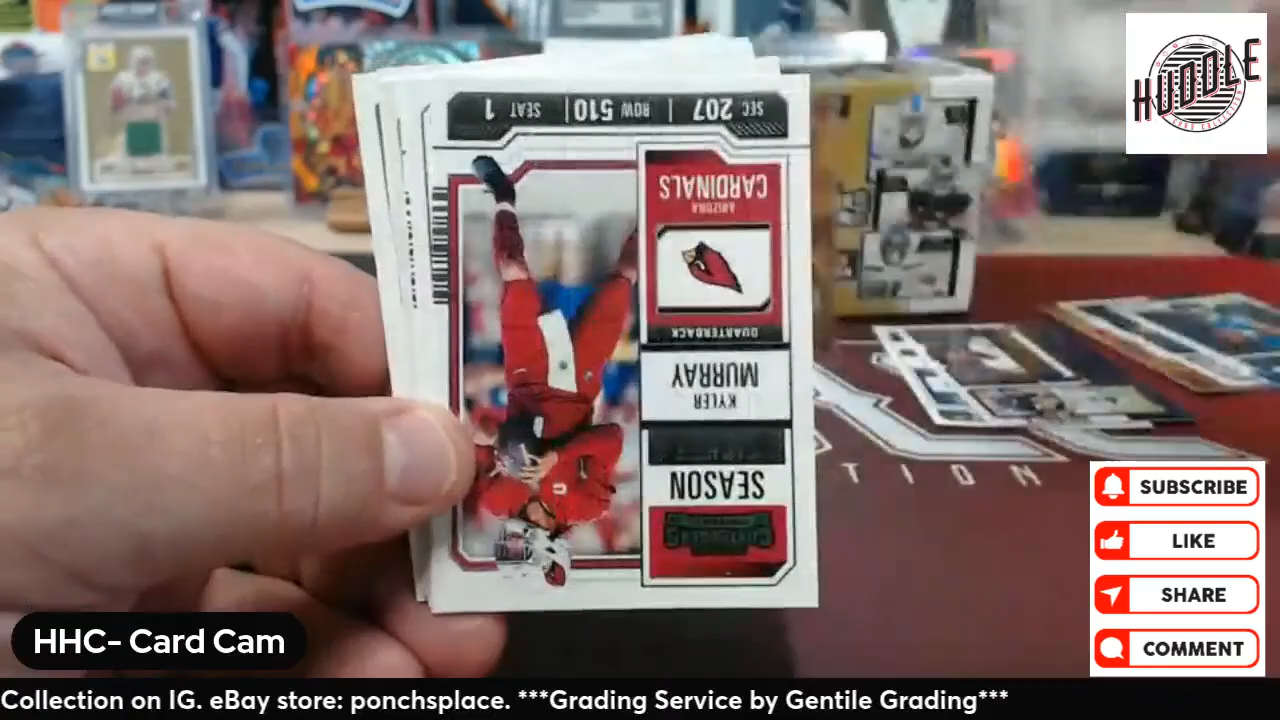 HUDDLE
SEC 207 | ROW 510 | SEAT 1
ARIZONA
CARDINALS
QUARTERBACK
KYLER
MURRAY
SEASON
TION
SUBSCRIBE
LIKE
SHARE
COMMENT
HHC- Card Cam
Collection on IG. eBay store: ponchsplace. ***Grading Service by Gentile Grading***